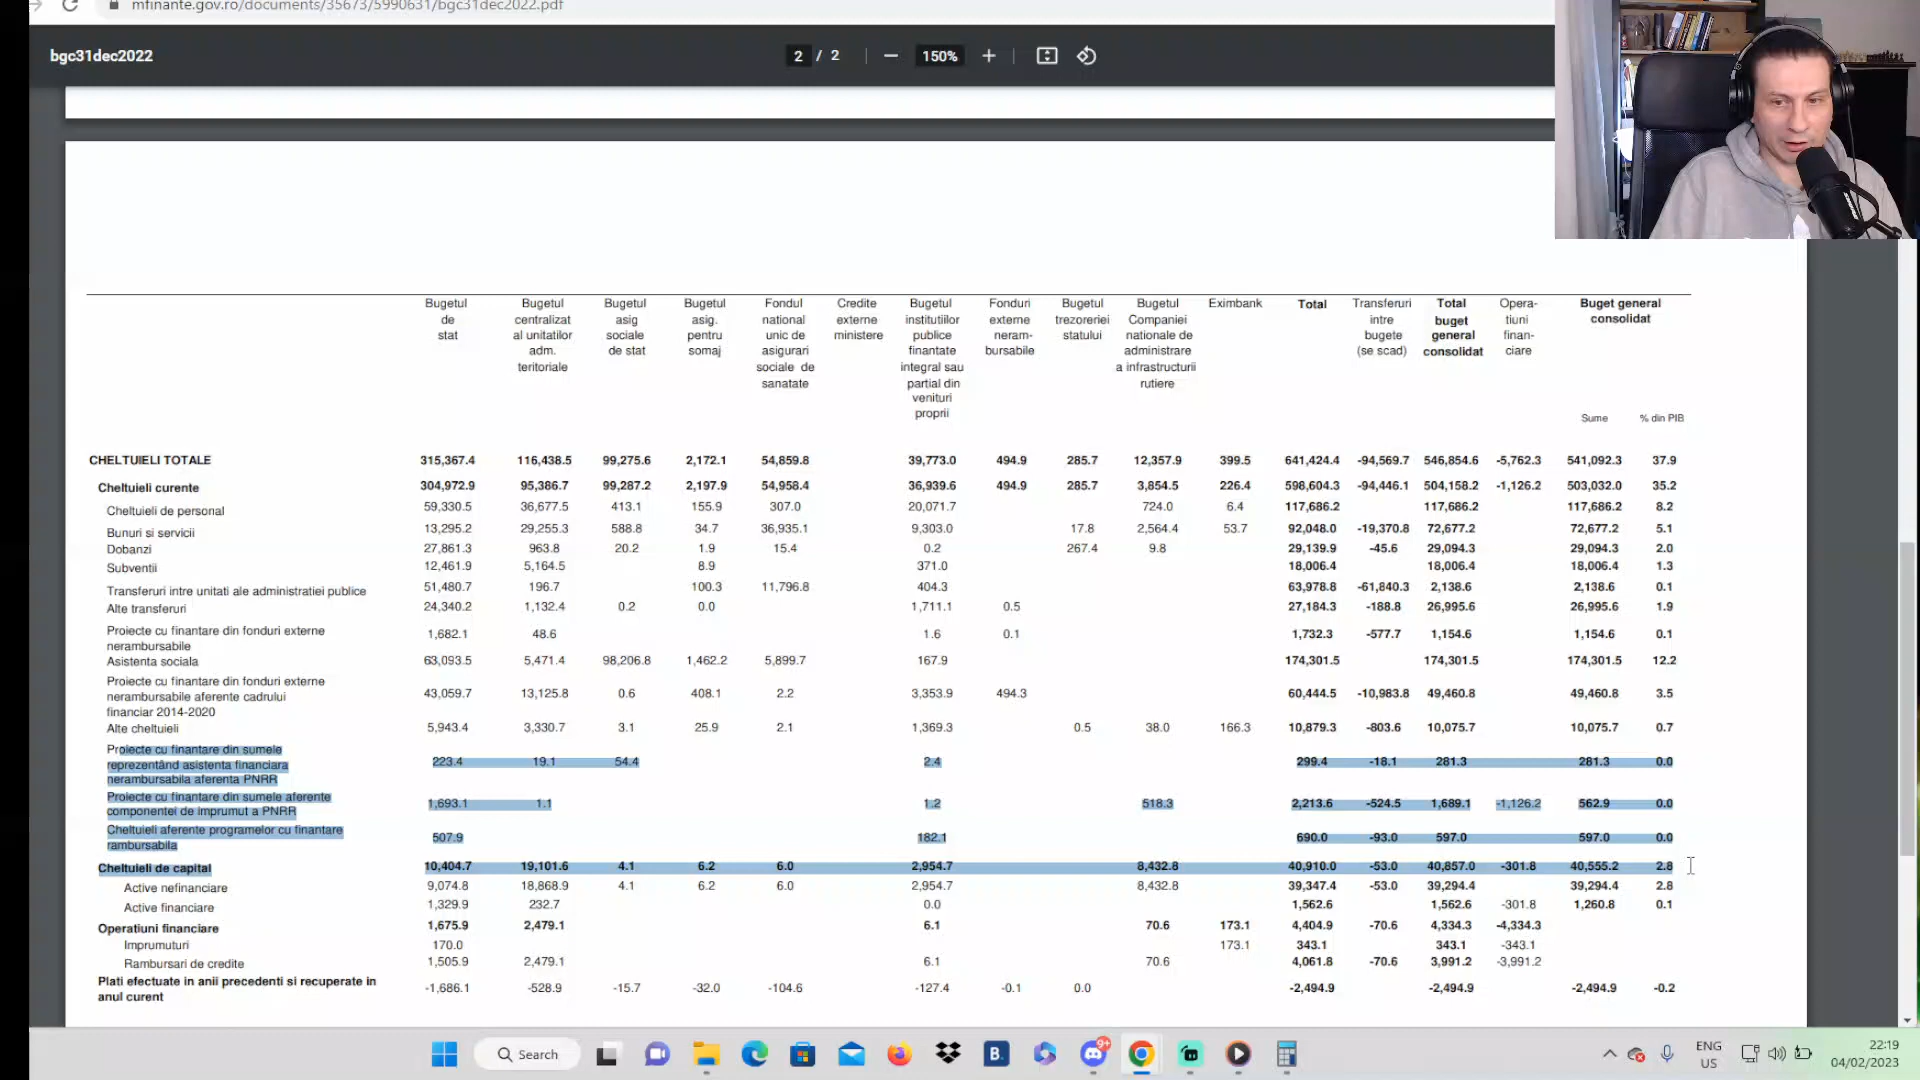 mfinante.gov.ro/documents/35673/5990631/bgc31dec2022.pdf
bgc31dec2022
2 / 2
150%
Bugetul de stat
Bugetul centralizat al unitatilor adm. teritoriale
Bugetul asig sociale de stat
Bugetul asig. pentru somaj
Fondul national unic de asigurari sociale de sanatate
Credite externe ministere
Bugetul institutiilor publice finantate integral sau partial din venituri proprii
Fonduri externe neram-bursabile
Bugetul trezoreriei statului
Bugetul Companiei nationale de administrare a infrastructurii rutiere
Eximbank
Total
Transferuri intre bugete (se scad)
Total buget general consolidat
Opera-tiuni finan-ciare
Buget general consolidat
Sume % din PIB
CHELTUIELI TOTALE 315,367.4 116,438.5 99,275.6 2,172.1 54,859.8 39,773.0 494.9 285.7 12,357.9 399.5 641,424.4 -94,569.7 546,854.6 -5,762.3 541,092.3 37.9
Cheltuieli curente 304,972.9 95,386.7 99,287.2 2,197.9 54,958.4 36,939.6 494.9 285.7 3,854.5 226.4 598,604.3 -94,446.1 504,158.2 -1,126.2 503,032.0 35.2
Cheltuieli de personal 59,330.5 36,677.5 413.1 155.9 307.0 20,071.7 724.0 6.4 117,686.2 117,686.2 117,686.2 8.2
Bunuri si servicii 13,295.2 29,255.3 588.8 34.7 36,935.1 9,303.0 17.8 2,564.4 53.7 92,048.0 -19,370.8 72,677.2 72,677.2 5.1
Dobanzi 27,861.3 963.8 20.2 1.9 15.4 0.2 267.4 9.8 29,139.9 -45.6 29,094.3 29,094.3 2.0
Subventii 12,461.9 5,164.5 8.9 371.0 18,006.4 18,006.4 18,006.4 1.3
Transferuri intre unitati ale administratiei publice 51,480.7 196.7 100.3 11,796.8 404.3 63,978.8 -61,840.3 2,138.6 2,138.6 0.1
Alte transferuri 24,340.2 1,132.4 0.2 0.0 1,711.1 0.5 27,184.3 -188.8 26,995.6 26,995.6 1.9
Proiecte cu finantare din fonduri externe
nerambursabile 1,682.1 48.6 1.6 0.1 1,732.3 -577.7 1,154.6 1,154.6 0.1
Asistenta sociala 63,093.5 5,471.4 98,206.8 1,462.2 5,899.7 167.9 174,301.5 174,301.5 174,301.5 12.2
Proiecte cu finantare din fonduri externe
nerambursabile aferente cadrului 43,059.7 13,125.8 0.6 408.1 2.2 3,353.9 494.3 60,444.5 -10,983.8 49,460.8 49,460.8 3.5
financiar 2014-2020
Alte cheltuieli 5,943.4 3,330.7 3.1 25.9 2.1 1,369.3 0.5 38.0 166.3 10,879.3 -803.6 10,075.7 10,075.7 0.7
Proiecte cu finantare din sumele
reprezentând asistenta financiara 223.4 19.1 54.4 2.4 299.4 -18.1 281.3 281.3 0.0
nerambursabila aferenta PNRR
Proiecte cu finantare din sumele aferente
componentei de imprumut a PNRR 1,693.1 1.1 1.2 518.3 2,213.6 -524.5 1,689.1 -1,126.2 562.9 0.0
Cheltuieli aferente programelor cu finantare
rambursabila 507.9 182.1 690.0 -93.0 597.0 597.0 0.0
Cheltuieli de capital 10,404.7 19,101.6 4.1 6.2 6.0 2,954.7 8,432.8 40,910.0 -53.0 40,857.0 -301.8 40,555.2 2.8
Active nefinanciare 9,074.8 18,868.9 4.1 6.2 6.0 2,954.7 8,432.8 39,347.4 -53.0 39,294.4 39,294.4 2.8
Active financiare 1,329.9 232.7 0.0 1,562.6 1,562.6 -301.8 1,260.8 0.1
Operatiuni financiare 1,675.9 2,479.1 6.1 70.6 173.1 4,404.9 -70.6 4,334.3 -4,334.3
Imprumuturi 170.0 173.1 343.1 343.1 -343.1
Rambursari de credite 1,505.9 2,479.1 6.1 70.6 4,061.8 -70.6 3,991.2 -3,991.2
Plati efectuate in anii precedenti si recuperate in
anul curent -1,686.1 -528.9 -15.7 -32.0 -104.6 -127.4 -0.1 0.0 -2,494.9 -2,494.9 -2,494.9 -0.2
Search
B.
9+
ENG
US
22:19
04/02/2023